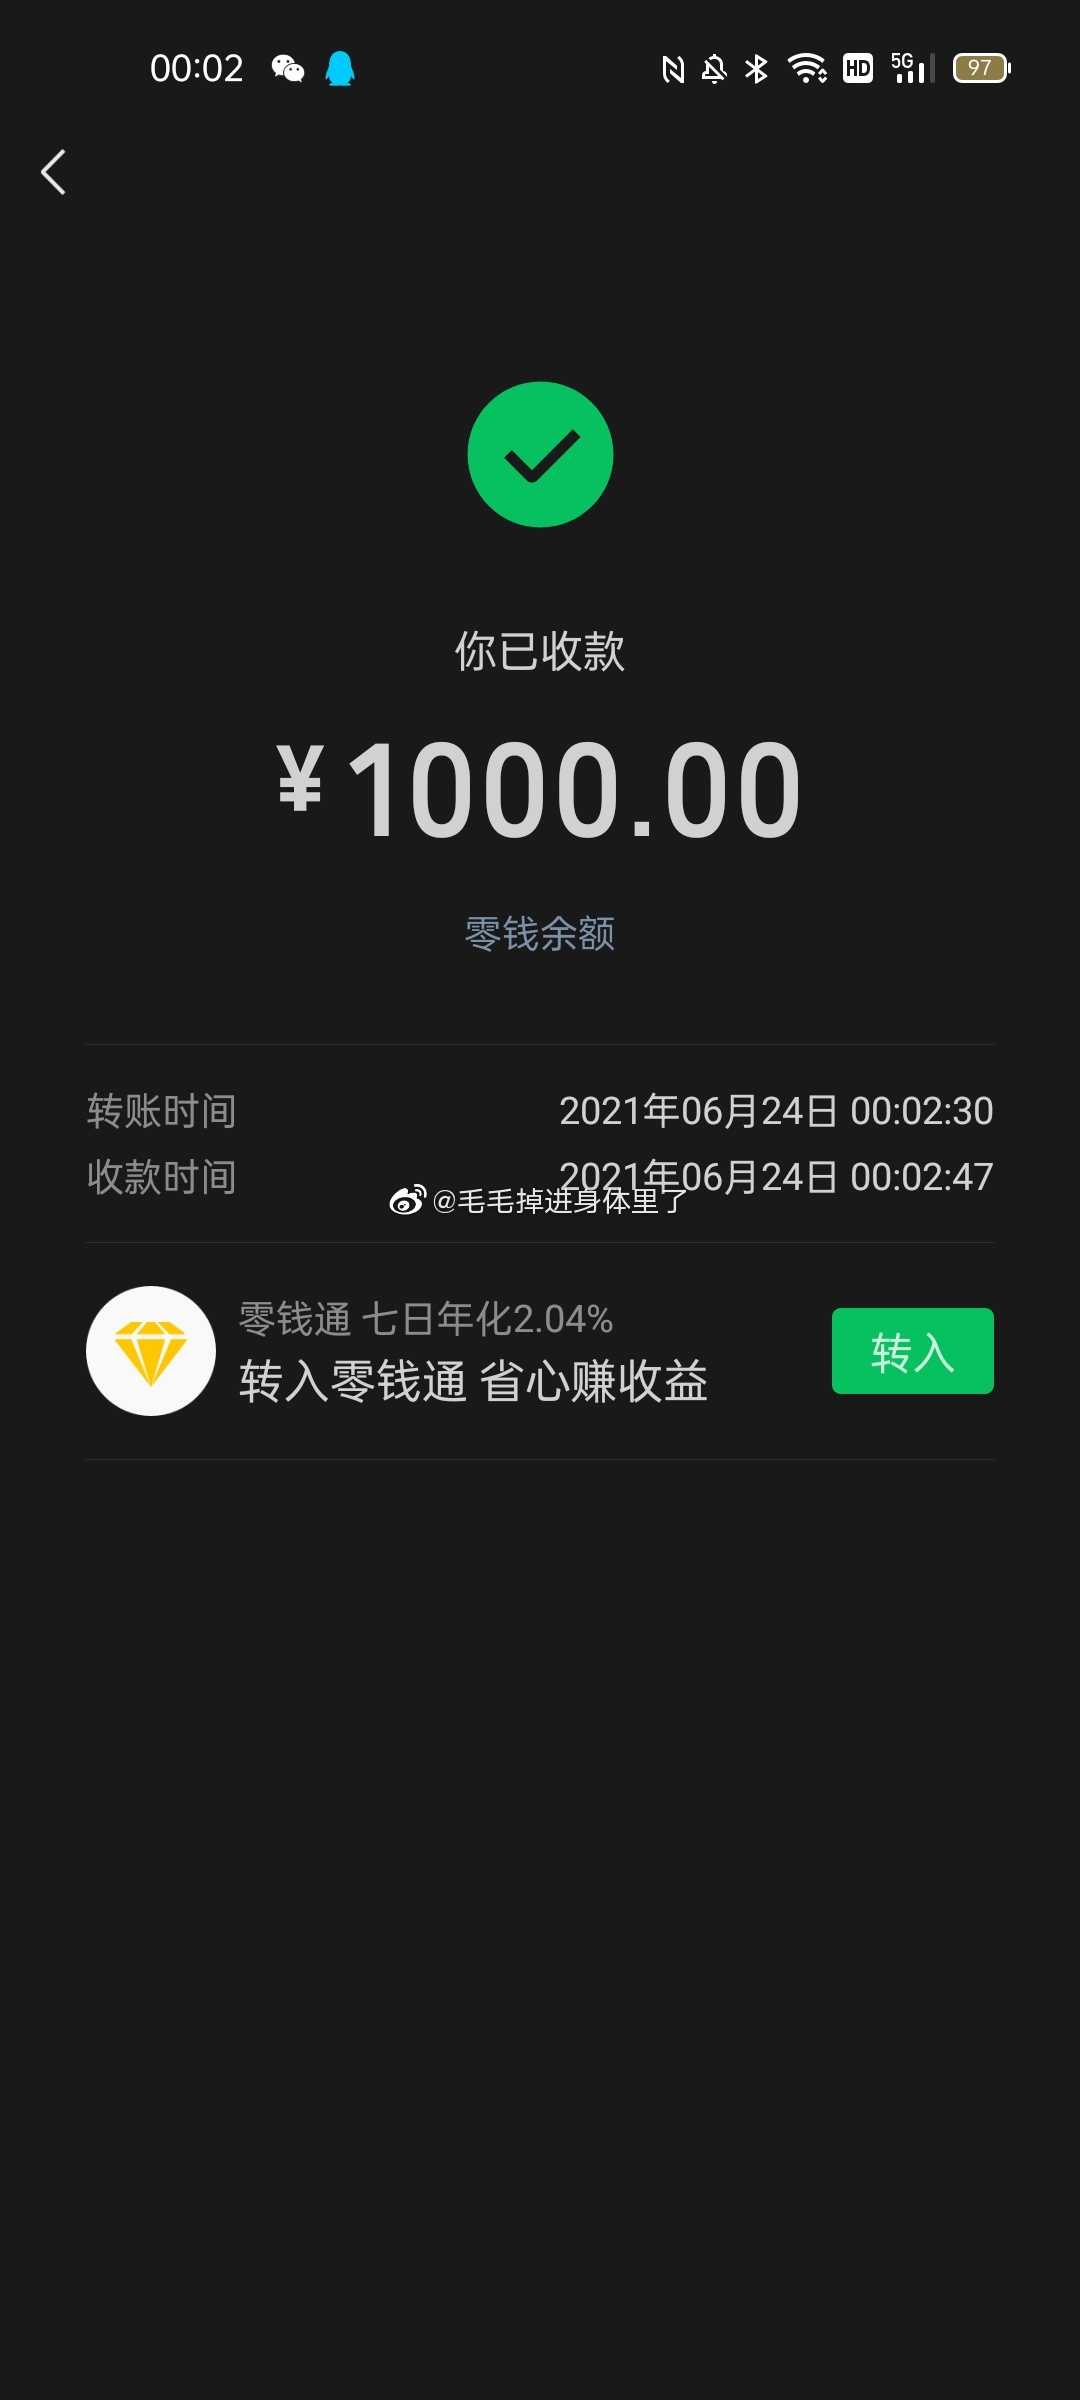 00:02 5G HD 97
你已收款
¥1000.00
零钱余额
转账时间 2021年06月24日 00:02:30
收款时间 2021年06月24日 00:02:47
@毛毛掉进身体里了
零钱通 七日年化2.04%
转入零钱通 省心赚收益
转入